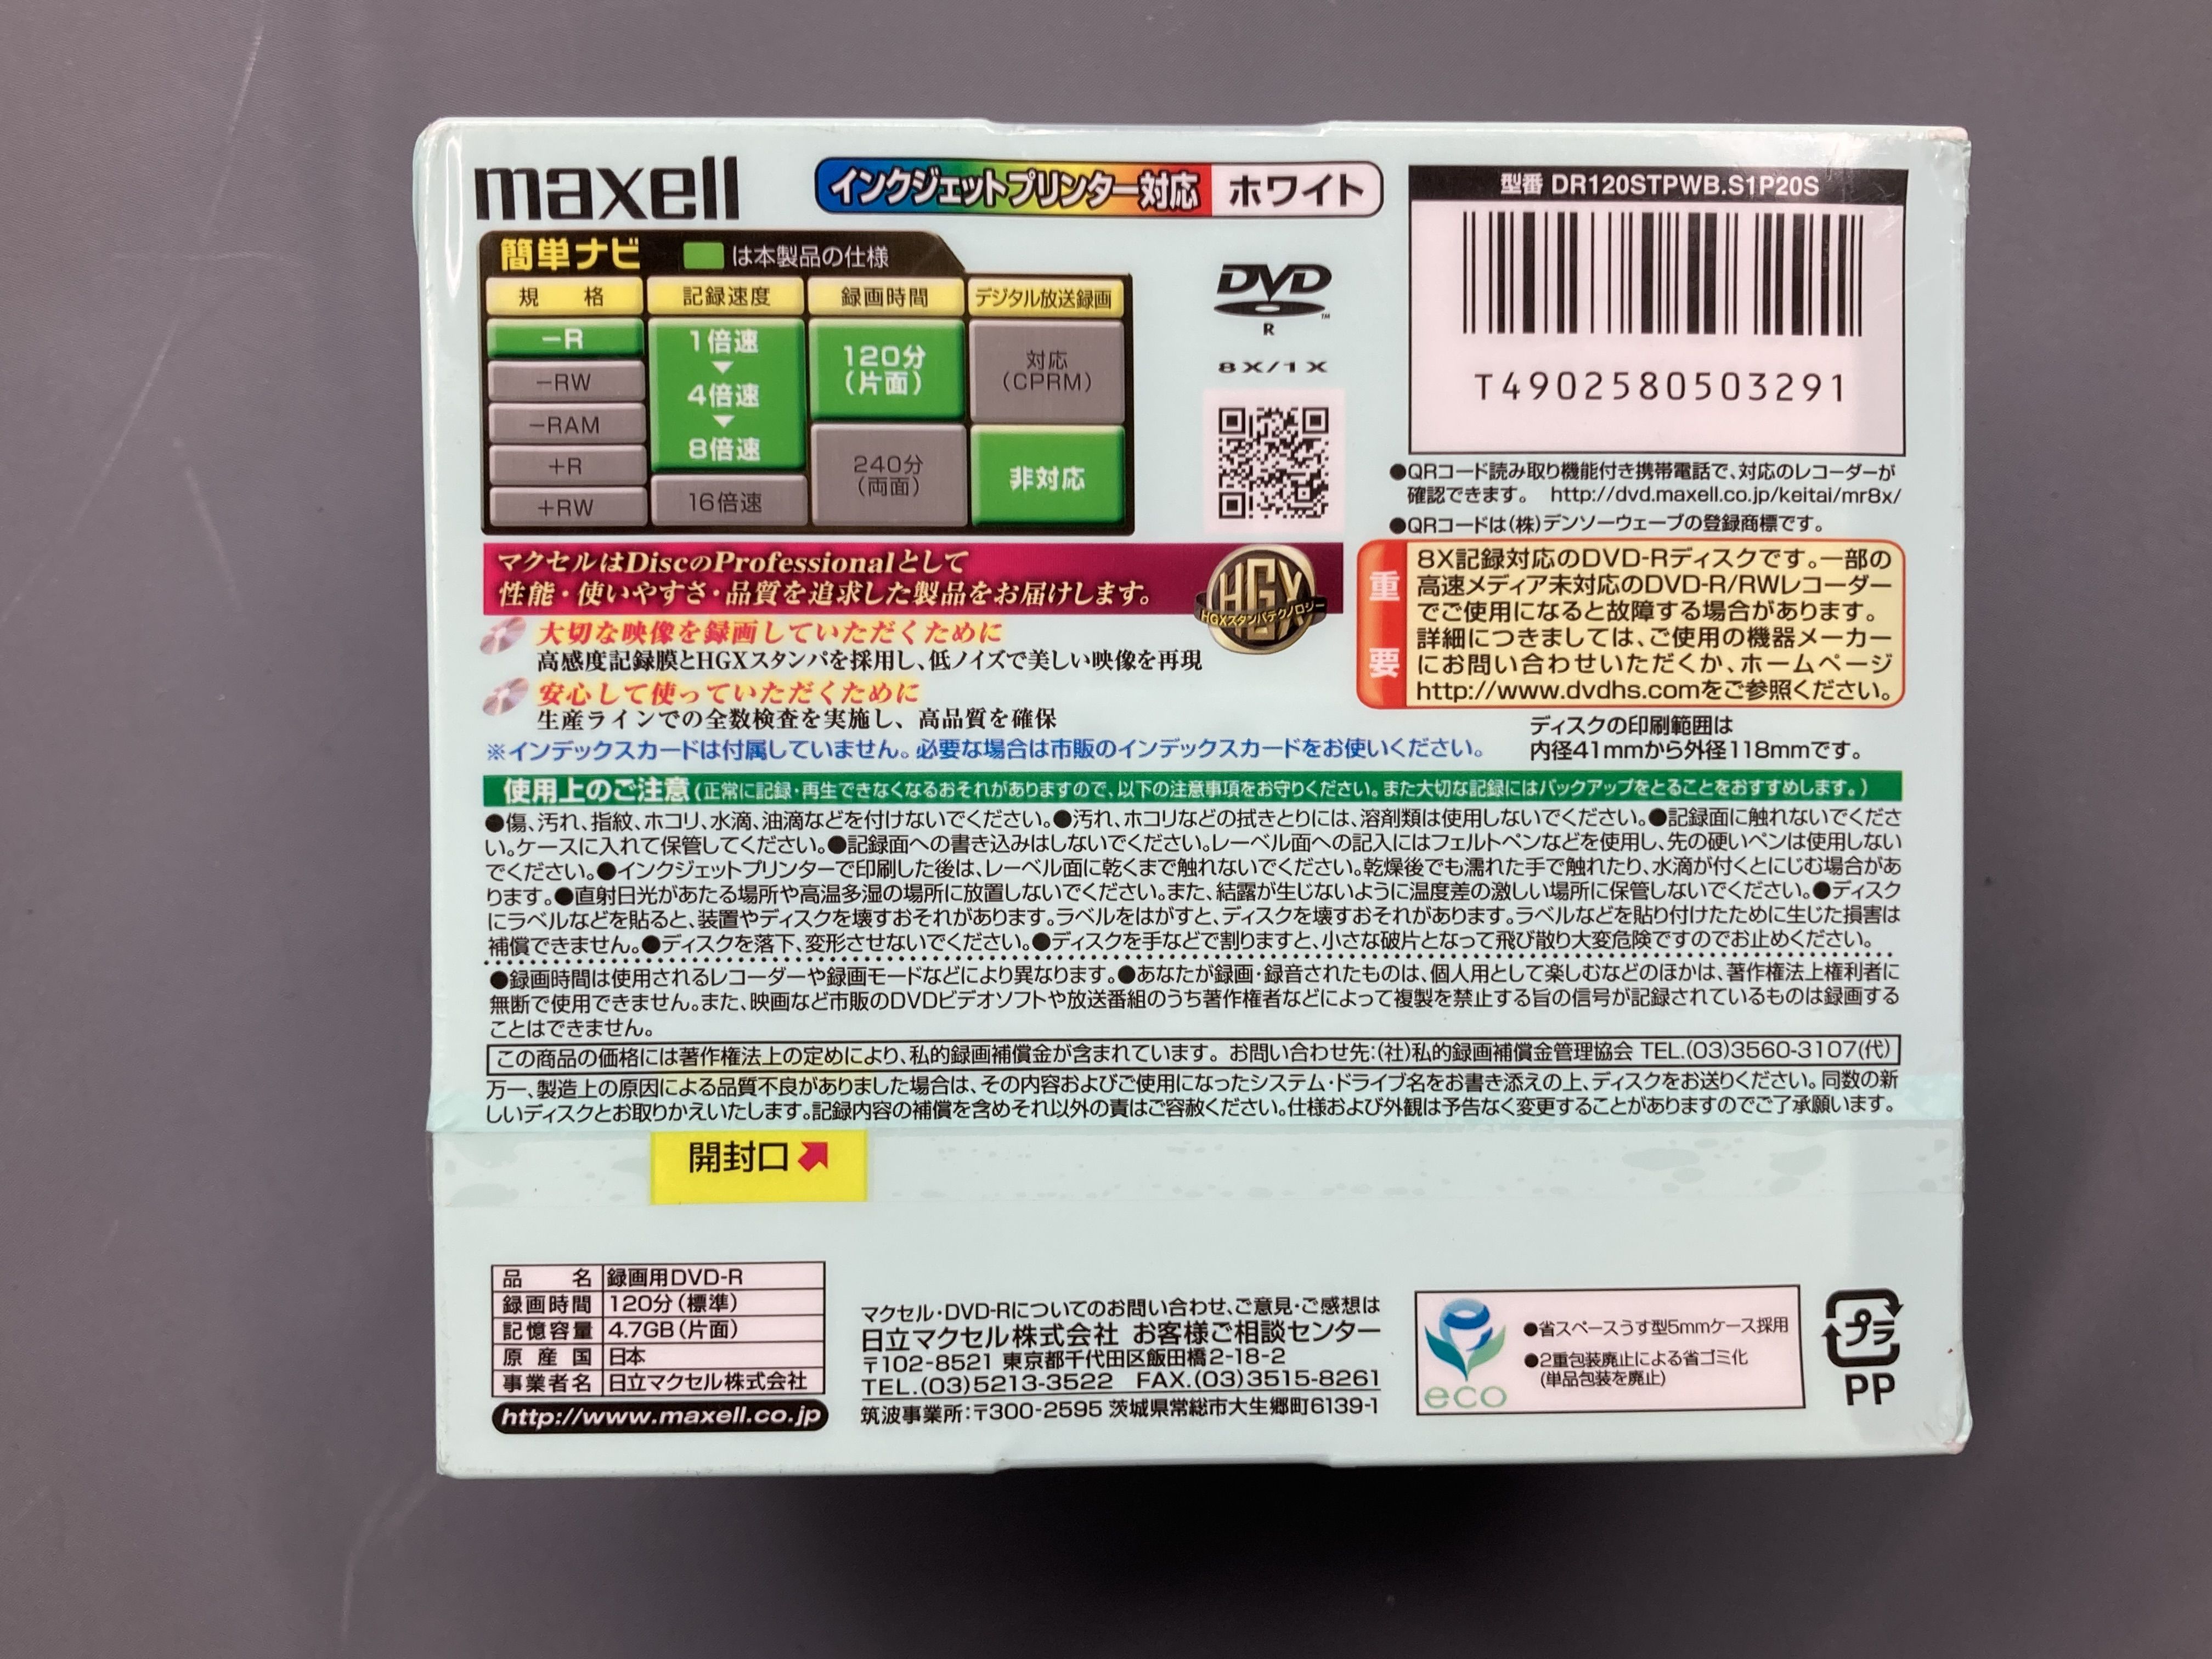 maxell
インクジェットプリンター対応 ホワイト
型番 DR120STPWB.S1P20S
T4902580503291
簡単ナビ は本製品の仕様
規格 記録速度 録画時間 デジタル放送録画
−R
−RW
−RAM
+R
+RW
1倍速
4倍速
8倍速
16倍速
120分
(片面)
240分
(両面)
対応
(CPRM)
非対応
DVD
R
8X/1X
●QRコード読み取り機能付き携帯電話で、対応のレコーダーが
確認できます。 http://dvd.maxell.co.jp/keitai/mr8x/
●QRコードは(株)デンソーウェーブの登録商標です。
マクセルはDiscのProfessionalとして
性能・使いやすさ・品質を追求した製品をお届けします。
HGX
HGXスタンパテクノロジー
大切な映像を録画していただくために
高感度記録膜とHGXスタンパを採用し、低ノイズで美しい映像を再現
安心して使っていただくために
生産ラインでの全数検査を実施し、高品質を確保
※インデックスカードは付属していません。必要な場合は市販のインデックスカードをお使いください。
重要
8X記録対応のDVD-Rディスクです。一部の
高速メディア未対応のDVD-R/RWレコーダー
でご使用になると故障する場合があります。
詳細につきましては、ご使用の機器メーカー
にお問い合わせいただくか、ホームページ
http://www.dvdhs.comをご参照ください。
ディスクの印刷範囲は
内径41mmから外径118mmです。
使用上のご注意(正常に記録・再生できなくなるおそれがありますので、以下の注意事項をお守りください。また大切な記録にはバックアップをとることをおすすめします。)
●傷、汚れ、指紋、ホコリ、水滴、油滴などを付けないでください。●汚れ、ホコリなどの拭きとりには、溶剤類は使用しないでください。●記録面に触れないでくださ
い。ケースに入れて保管してください。●記録面への書き込みはしないでください。レーベル面への記入にはフェルトペンなどを使用し、先の硬いペンは使用しない
でください。●インクジェットプリンターで印刷した後は、レーベル面に乾くまで触れないでください。乾燥後でも濡れた手で触れたり、水滴が付くとにじむ場合があ
ります。●直射日光があたる場所や高温多湿の場所に放置しないでください。また、結露が生じないように温度差の激しい場所に保管しないでください。●ディスク
にラベルなどを貼ると、装置やディスクを壊すおそれがあります。ラベルをはがすと、ディスクを壊すおそれがあります。ラベルなどを貼り付けたために生じた損害は
補償できません。●ディスクを落下、変形させないでください。●ディスクを手などで割りますと、小さな破片となって飛び散り大変危険ですのでお止めください。
●録画時間は使用されるレコーダーや録画モードなどにより異なります。●あなたが録画・録音されたものは、個人用として楽しむなどのほかは、著作権法上権利者に
無断で使用できません。また、映画など市販のDVDビデオソフトや放送番組のうち著作権者などによって複製を禁止する旨の信号が記録されているものは録画する
ことはできません。
この商品の価格には著作権法上の定めにより、私的録画補償金が含まれています。お問い合わせ先:(社)私的録画補償金管理協会 TEL.(03)3560-3107(代)
万一、製造上の原因による品質不良がありました場合は、その内容およびご使用になったシステム・ドライブ名をお書き添えの上、ディスクをお送りください。同数の新
しいディスクとお取りかえいたします。記録内容の補償を含めそれ以外の責はご容赦ください。仕様および外観は予告なく変更することがありますのでご了承願います。
開封口
品名 録画用DVD-R
録画時間 120分(標準)
記憶容量 4.7GB(片面)
原産国 日本
事業者名 日立マクセル株式会社
http://www.maxell.co.jp
マクセル・DVD-Rについてのお問い合わせ、ご意見・ご感想は
日立マクセル株式会社 お客様ご相談センター
〒102-8521 東京都千代田区飯田橋2-18-2
TEL.(03)5213-3522 FAX.(03)3515-8261
筑波事業所:〒300-2595 茨城県常総市大生郷町6139-1
eco
●省スペースうす型5mmケース採用
●2重包装廃止による省ゴミ化
(単品包装を廃止)
プラ
PP